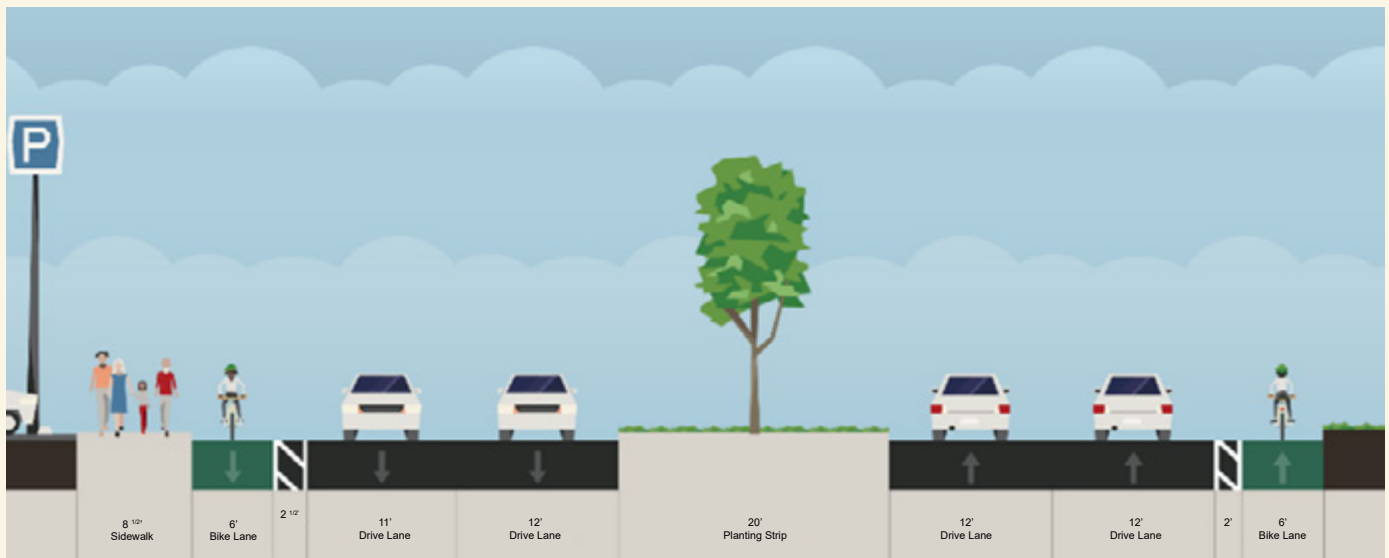 P
8 1/2'
Sidewalk
6'
Bike Lane
2 1/2'
11'
Drive Lane
12'
Drive Lane
20'
Planting Strip
12'
Drive Lane
12'
Drive Lane
2'
6'
Bike Lane